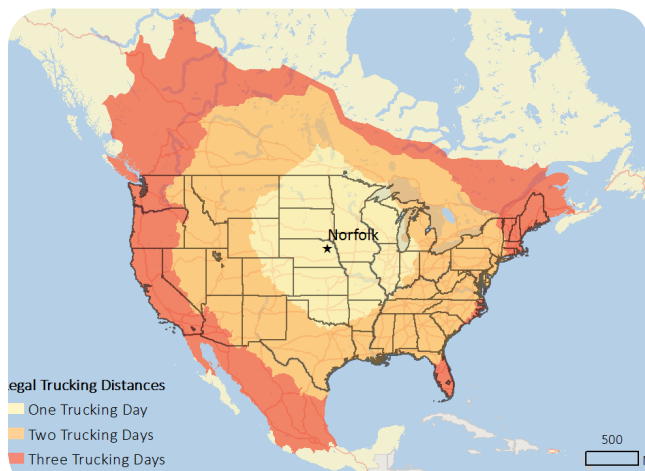 Norfolk
egal Trucking Distances
One Trucking Day
Two Trucking Days
Three Trucking Days
500